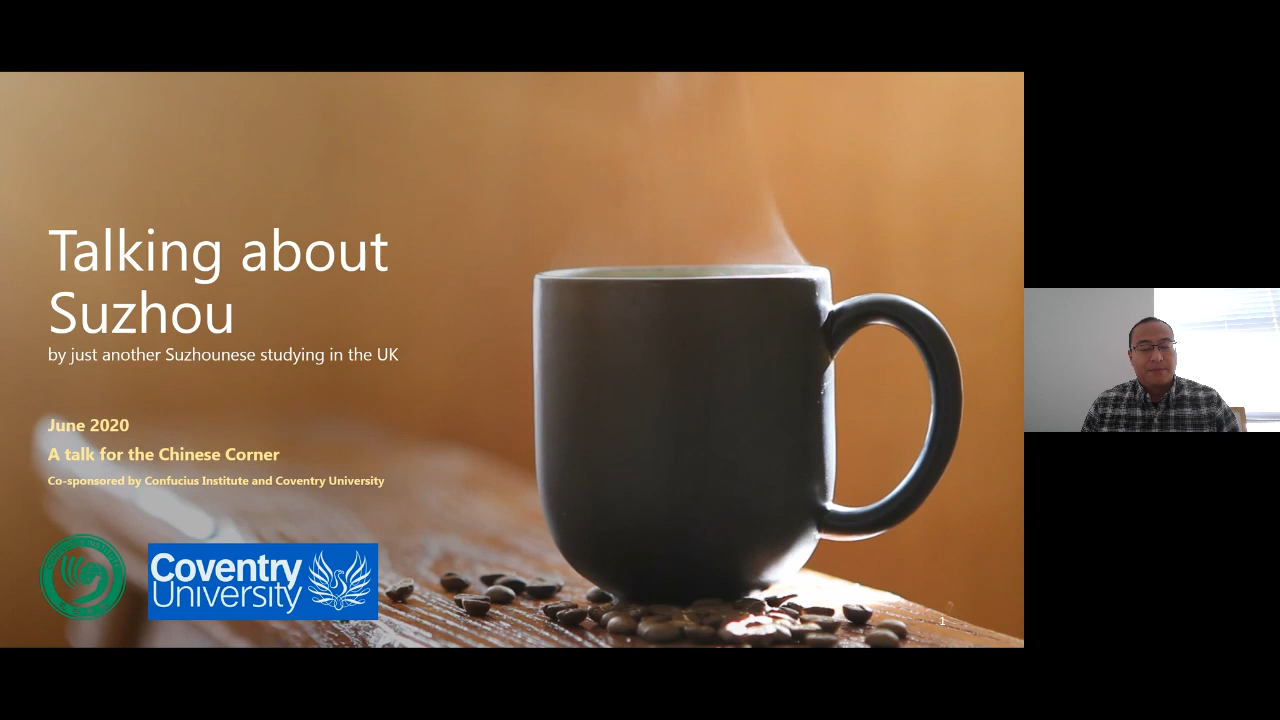 Talking about
Suzhou
by just another Suzhounese studying in the UK
June 2020
A talk for the Chinese Corner
Co-sponsored by Confucius Institute and Coventry University
Coventry
University
1